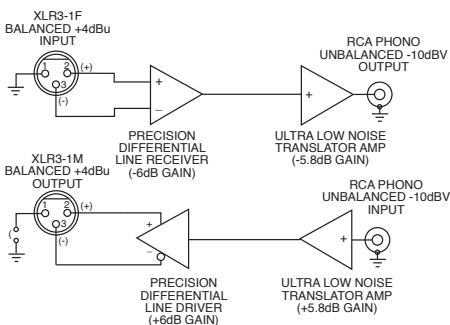 XLR3-1F
BALANCED +4dBu
INPUT
RCA PHONO
UNBALANCED -10dBV
OUTPUT
1 2 (+)
3
(-)
+
−
+
PRECISION
DIFFERENTIAL
LINE RECEIVER
(-6dB GAIN)
ULTRA LOW NOISE
TRANSLATOR AMP
(-5.8dB GAIN)
XLR3-1M
BALANCED +4dBu
OUTPUT
RCA PHONO
UNBALANCED -10dBV
INPUT
1 2 (+)
3
(-)
(
+
−
+
PRECISION
DIFFERENTIAL
LINE DRIVER
(+6dB GAIN)
ULTRA LOW NOISE
TRANSLATOR AMP
(+5.8dB GAIN)